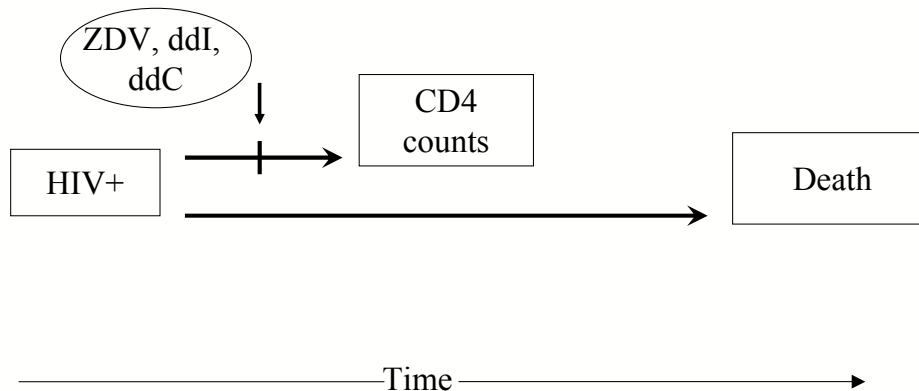 ZDV, ddI,
ddC
CD4
counts
HIV+
Death
Time